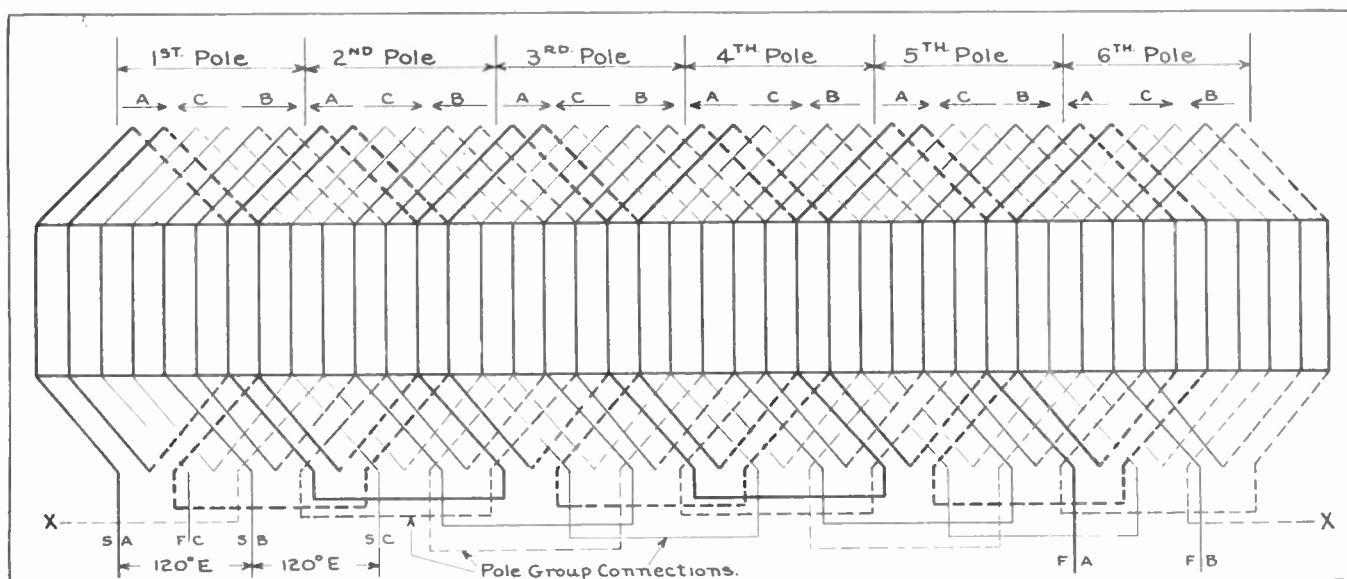 1ST. Pole 2ND Pole 3RD. Pole 4TH. Pole 5TH. Pole 6TH. Pole
A C B A C B A C B A C B A C B A C B
X X
A
S A F C S B S C F A F B
120°E 120°E
Pole Group Connections.